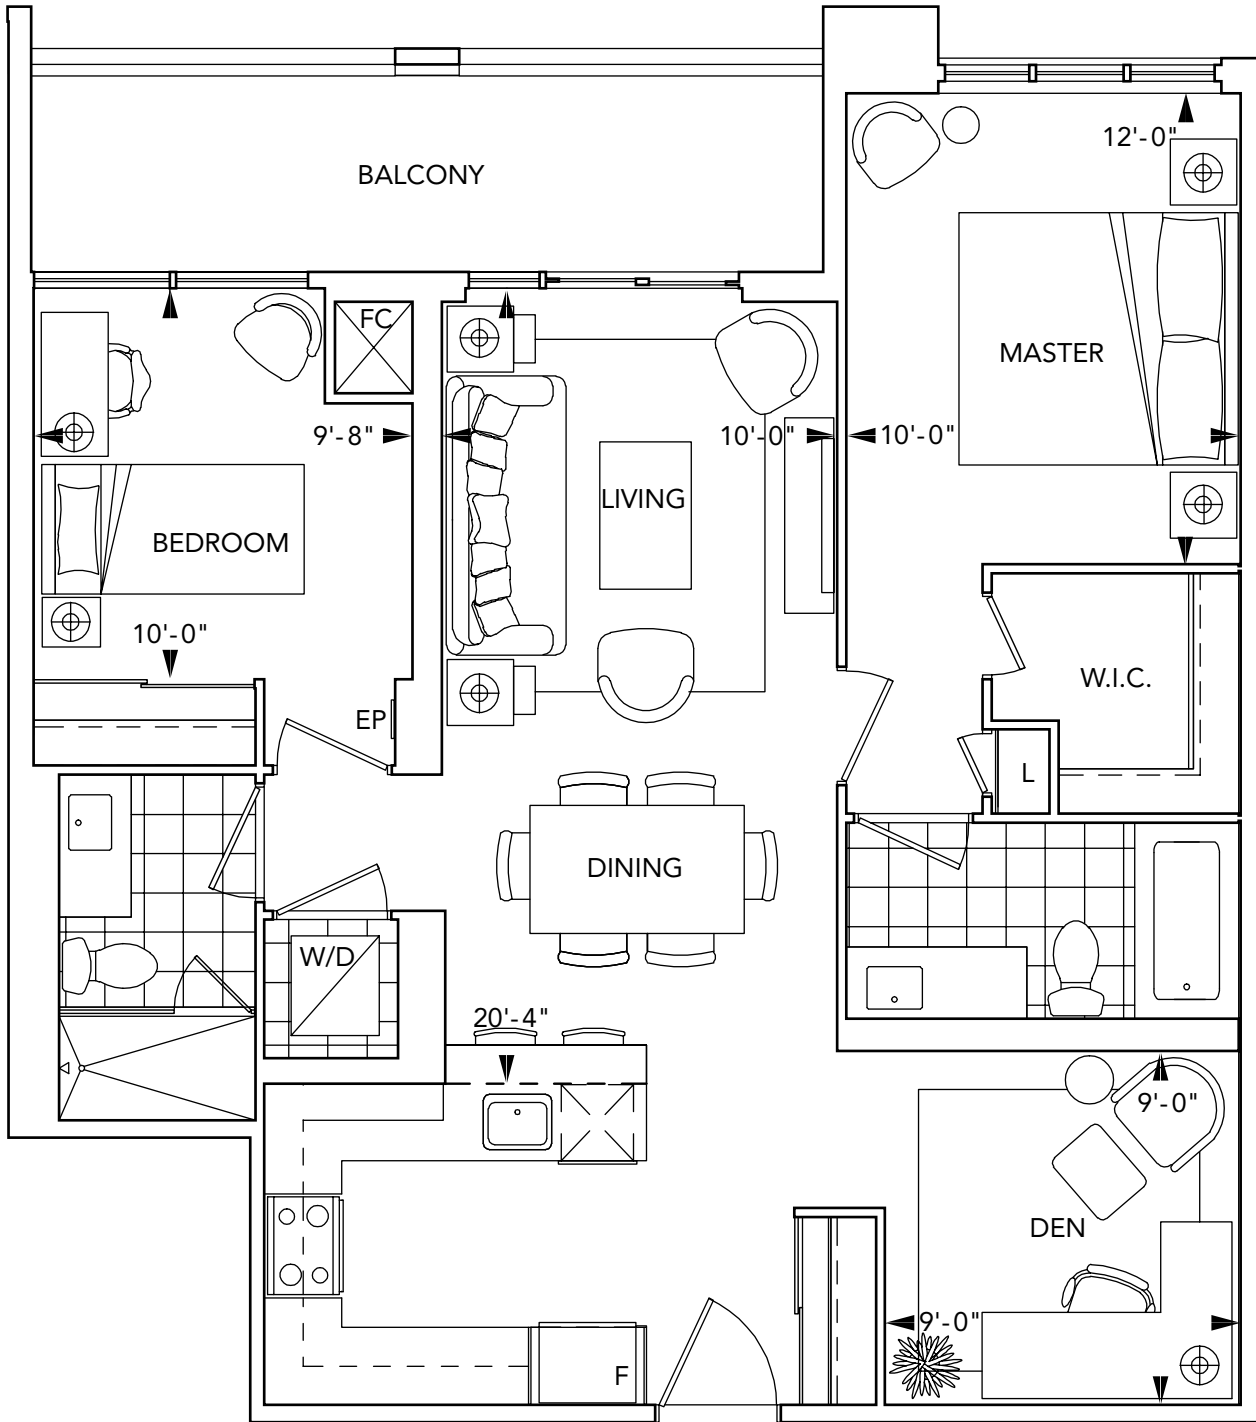 12'-0"
BALCONY
FC
MASTER
9'-8"
10'-0"
10'-0"
LIVING
BEDROOM
10'-0"
W.I.C.
EP
L
DINING
W/D
20'-4"
9'-0"
DEN
9'-0"
F